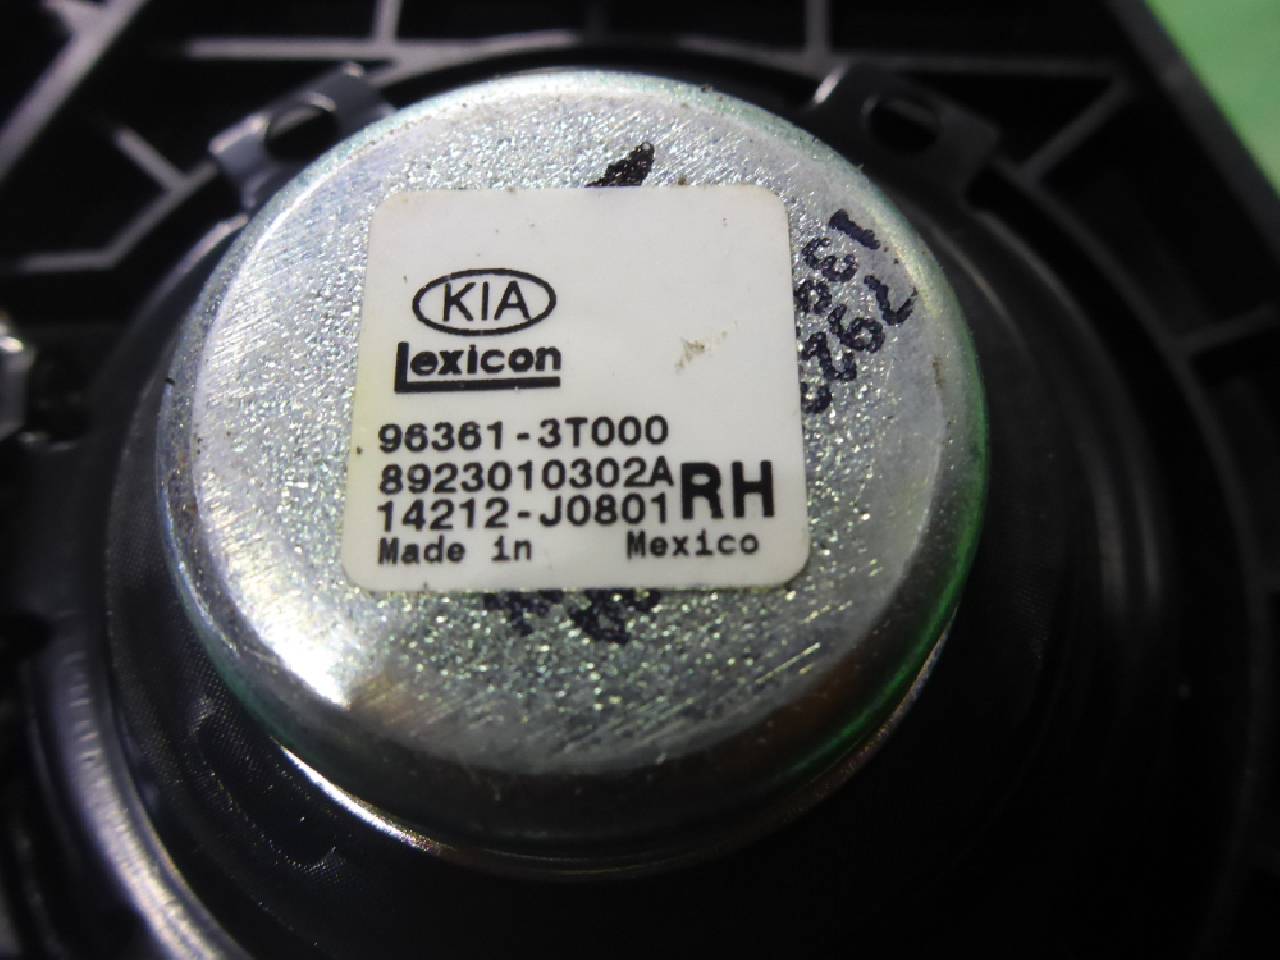 KIA
Lexicon
96361-3T000
8923010302A
14212-J0801 RH
Made in Mexico